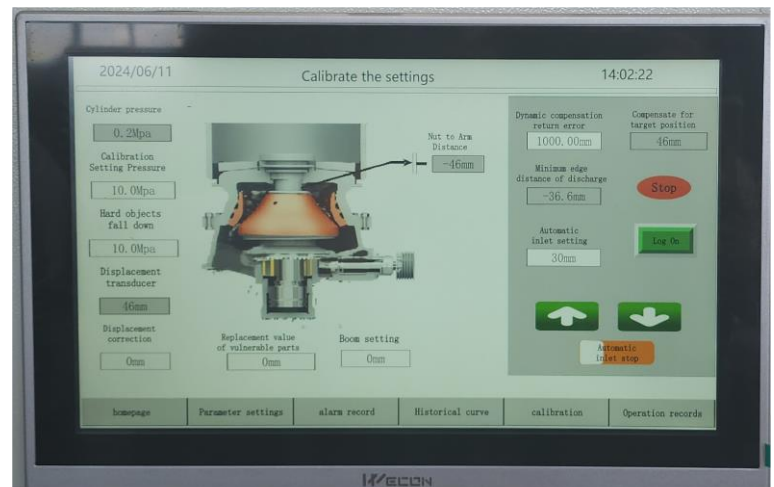 2024/06/11
Calibrate the settings
14:02:22
Cylinder pressure
0.2Mpa
Calibration
Setting Pressure
10.0Mpa
Hard objects
fall down
10.0Mpa
Displacement
transducer
46mm
Displacement
correction
0mm
Nut to Arm
Distance
-46mm
Replacement value
of vulnerable parts
0mm
Boom setting
0mm
Dynamic compensation
return error
1000.00mm
Compensate for
target position
46mm
Minimum edge
distance of discharge
-36.6mm
Stop
Automatic
inlet setting
30mm
Log On
Automatic
inlet stop
homepage
Parameter settings
alarm record
Historical curve
calibration
Operation records
WECON